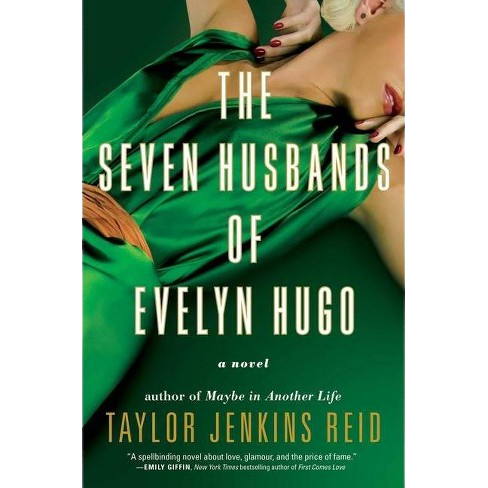 THE
SEVEN HUSBANDS
OF
EVELYN HUGO
a novel
author of Maybe in Another Life
TAYLOR JENKINS REID
"A spellbinding novel about love, glamour, and the price of fame."
—EMILY GIFFIN, New York Times bestselling author of First Comes Love